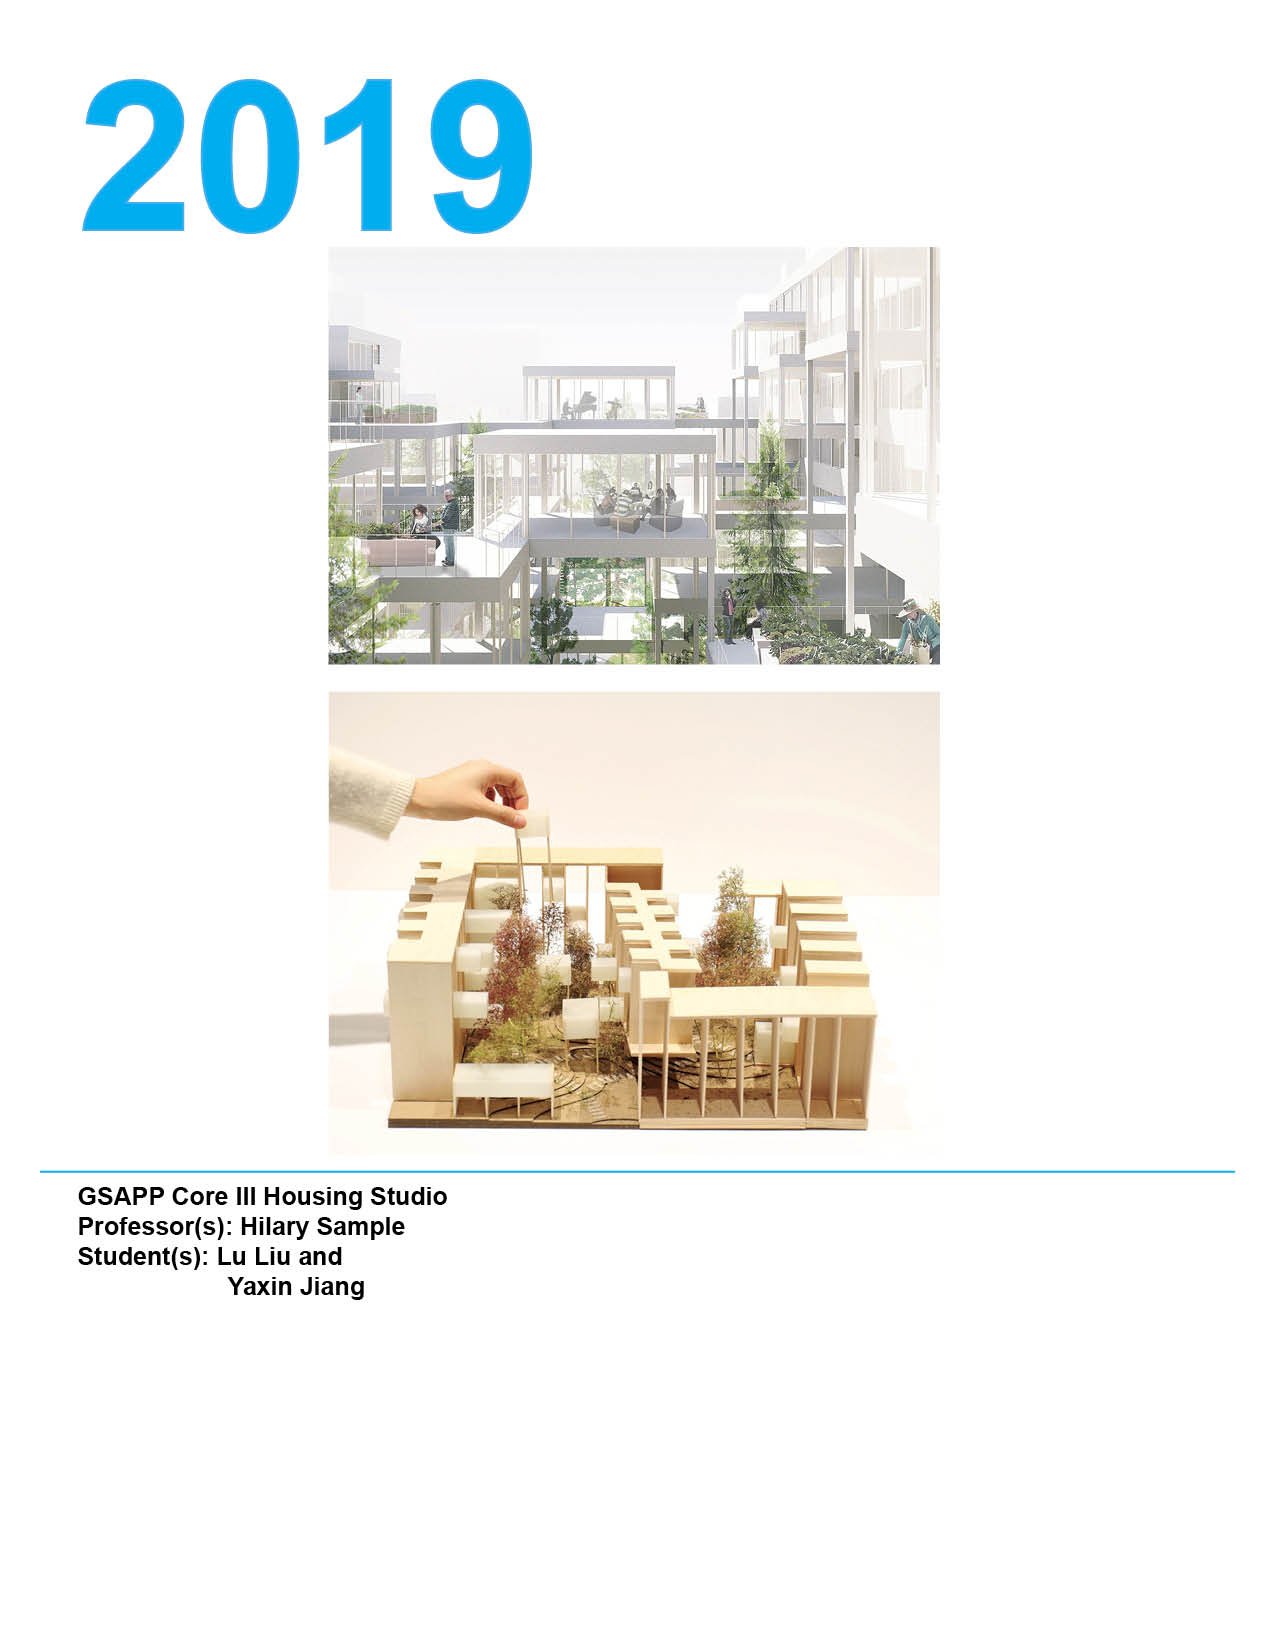 2019
GSAPP Core III Housing Studio
Professor(s): Hilary Sample
Student(s): Lu Liu and
Yaxin Jiang